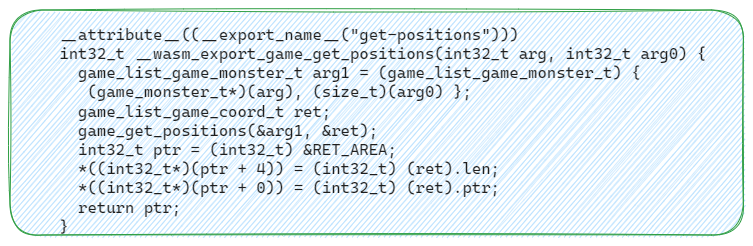 __attribute__((__export_name__("get-positions")))
int32_t __wasm_export_game_get_positions(int32_t arg, int32_t arg0) {
  game_list_game_monster_t arg1 = (game_list_game_monster_t) {
   (game_monster_t*)(arg), (size_t)(arg0) };
  game_list_game_coord_t ret;
  game_get_positions(&arg1, &ret);
  int32_t ptr = (int32_t) &RET_AREA;
  *((int32_t*)(ptr + 4)) = (int32_t) (ret).len;
  *((int32_t*)(ptr + 0)) = (int32_t) (ret).ptr;
  return ptr;
}